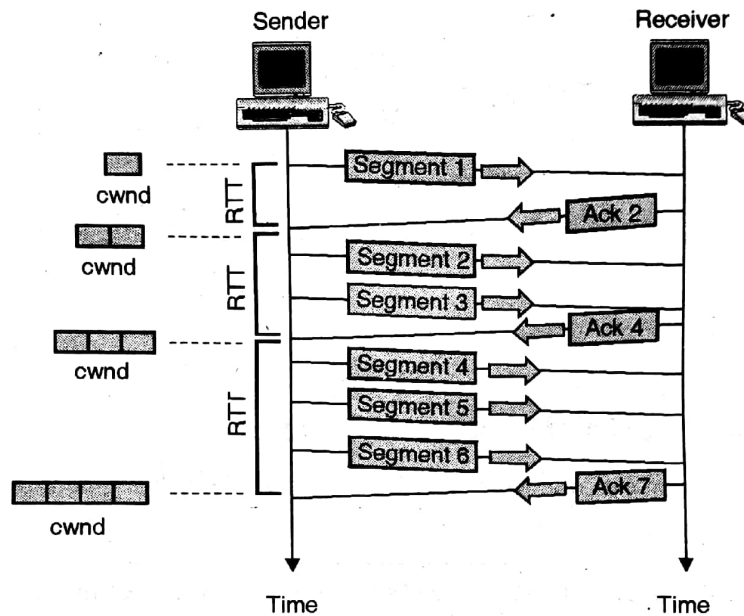 Sender
Receiver
cwnd
RTT
Segment 1
Ack 2
cwnd
RTT
Segment 2
Segment 3
Ack 4
cwnd
RTT
Segment 4
Segment 5
Segment 6
Ack 7
cwnd
Time
Time